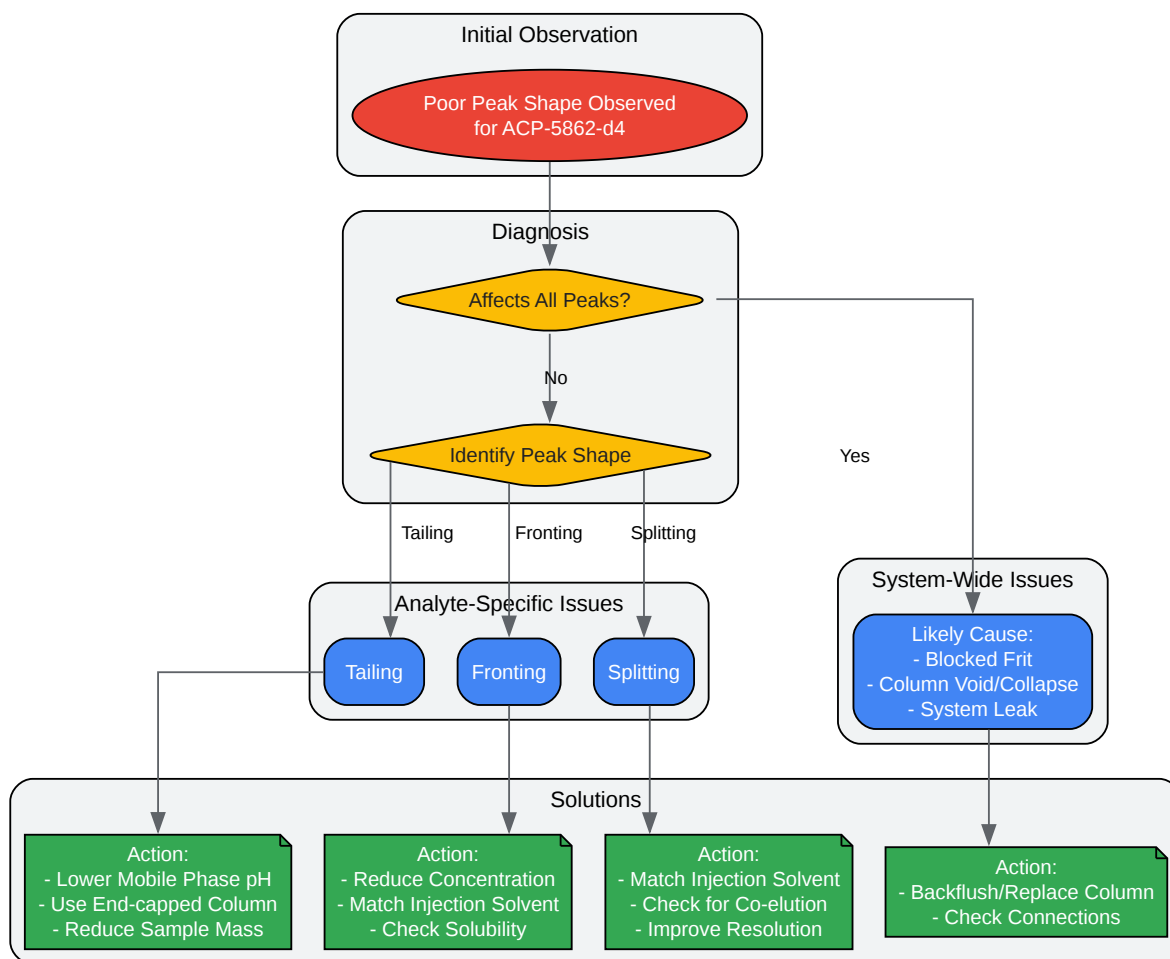 Initial Observation
Poor Peak Shape Observed
for ACP-5862-d4
Diagnosis
Affects All Peaks?
No
Identify Peak Shape
Yes
Tailing
Fronting
Splitting
System-Wide Issues
Analyte-Specific Issues
Likely Cause:
- Blocked Frit
- Column Void/Collapse
- System Leak
Tailing
Fronting
Splitting
Solutions
Action:
- Lower Mobile Phase pH
- Use End-capped Column
- Reduce Sample Mass
Action:
- Reduce Concentration
- Match Injection Solvent
- Check Solubility
Action:
- Match Injection Solvent
- Check for Co-elution
- Improve Resolution
Action:
- Backflush/Replace Column
- Check Connections